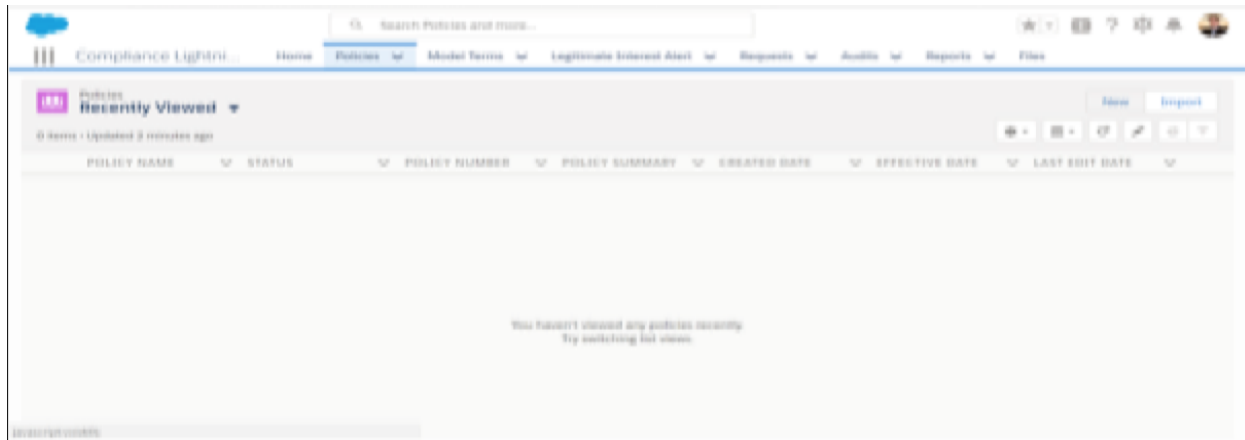 Search Policies and more...
Compliance Lightni... Home Policies Model Terms Legitimate Interest Alert Requests Audits Reports Files
Policies
Recently Viewed
New Import
0 items • Updated 2 minutes ago
POLICY NAME STATUS POLICY NUMBER POLICY SUMMARY CREATED DATE EFFECTIVE DATE LAST EDIT DATE
You haven't viewed any policies recently.
Try switching list views.